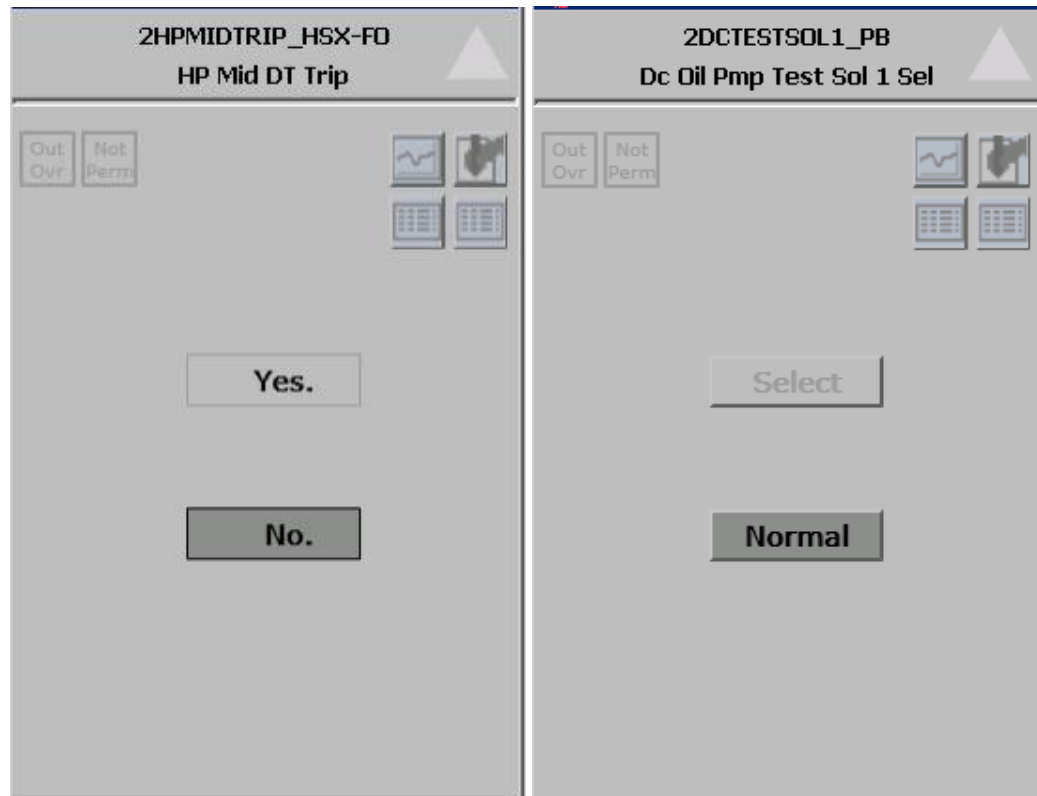 2HPMIDTRIP_HSX-FO
HP Mid DT Trip
Out Ovr
Not Perm
Yes.
No.
2DCTESTSOL1_PB
Dc Oil Pmp Test Sol 1 Sel
Out Ovr
Not Perm
Select
Normal